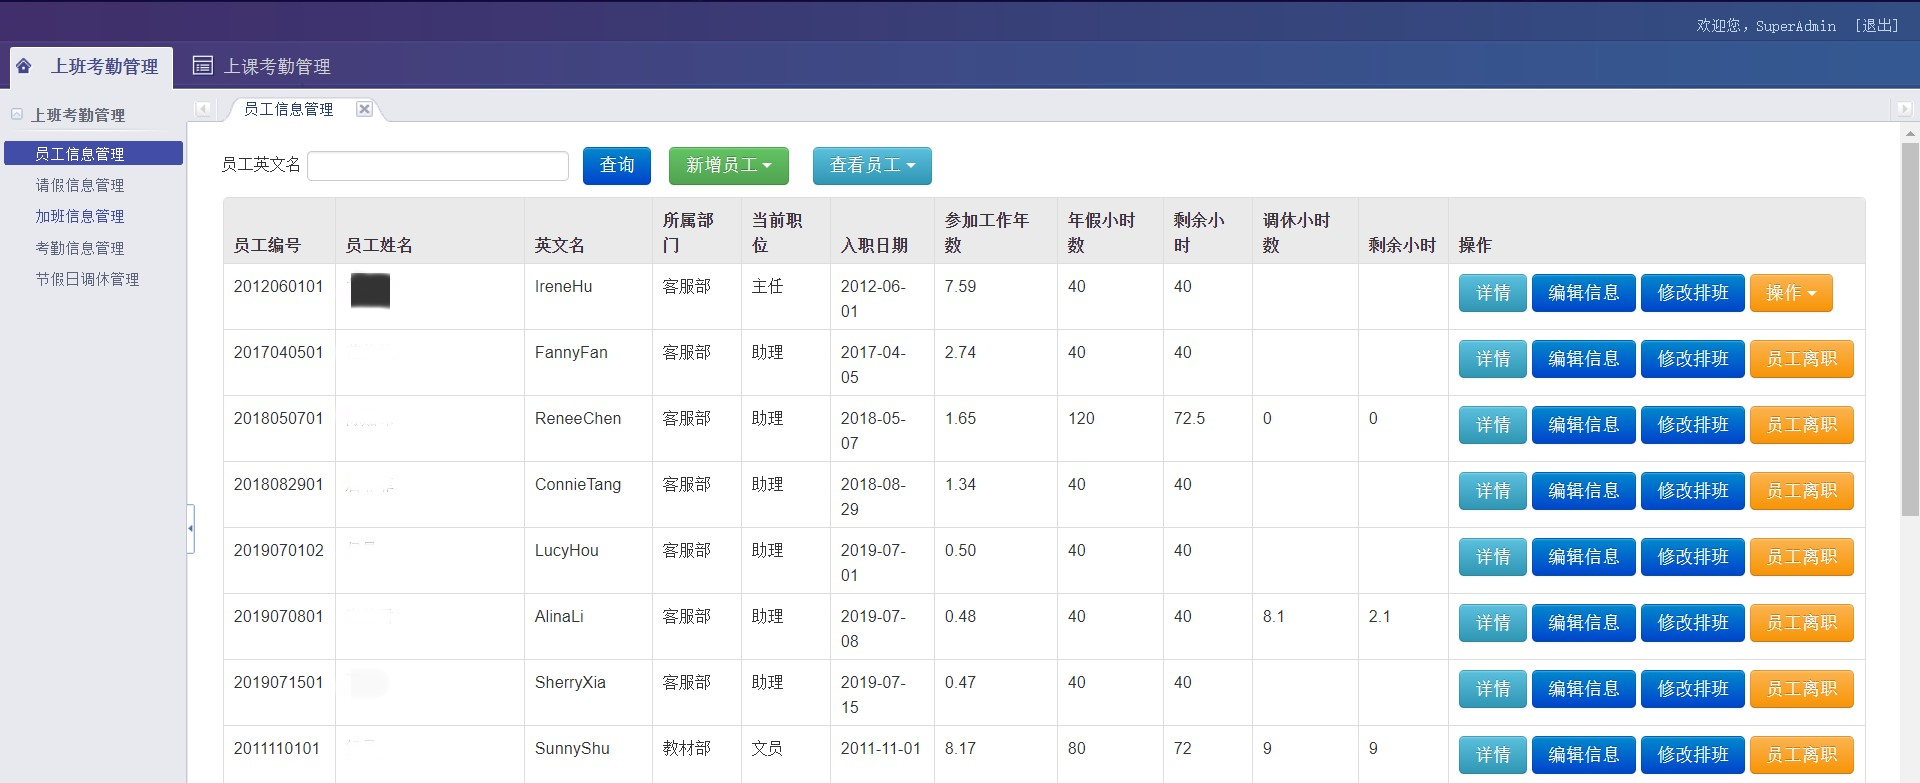 欢迎您，SuperAdmin [退出]
上班考勤管理
上课考勤管理
上班考勤管理
员工信息管理
请假信息管理
加班信息管理
考勤信息管理
节假日调休管理
员工信息管理
员工英文名 查询 新增员工 查看员工
员工编号 员工姓名 英文名 所属部门 当前职位 入职日期 参加工作年数 年假小时数 剩余小时 调休小时数 剩余小时 操作
2012060101 IreneHu 客服部 主任 2012-06-01 7.59 40 40 详情 编辑信息 修改排班 操作
2017040501 FannyFan 客服部 助理 2017-04-05 2.74 40 40 详情 编辑信息 修改排班 员工离职
2018050701 ReneeChen 客服部 助理 2018-05-07 1.65 120 72.5 0 0 详情 编辑信息 修改排班 员工离职
2018082901 ConnieTang 客服部 助理 2018-08-29 1.34 40 40 详情 编辑信息 修改排班 员工离职
2019070102 LucyHou 客服部 助理 2019-07-01 0.50 40 40 详情 编辑信息 修改排班 员工离职
2019070801 AlinaLi 客服部 助理 2019-07-08 0.48 40 40 8.1 2.1 详情 编辑信息 修改排班 员工离职
2019071501 SherryXia 客服部 助理 2019-07-15 0.47 40 40 详情 编辑信息 修改排班 员工离职
2011110101 SunnyShu 教材部 文员 2011-11-01 8.17 80 72 9 9 详情 编辑信息 修改排班 员工离职